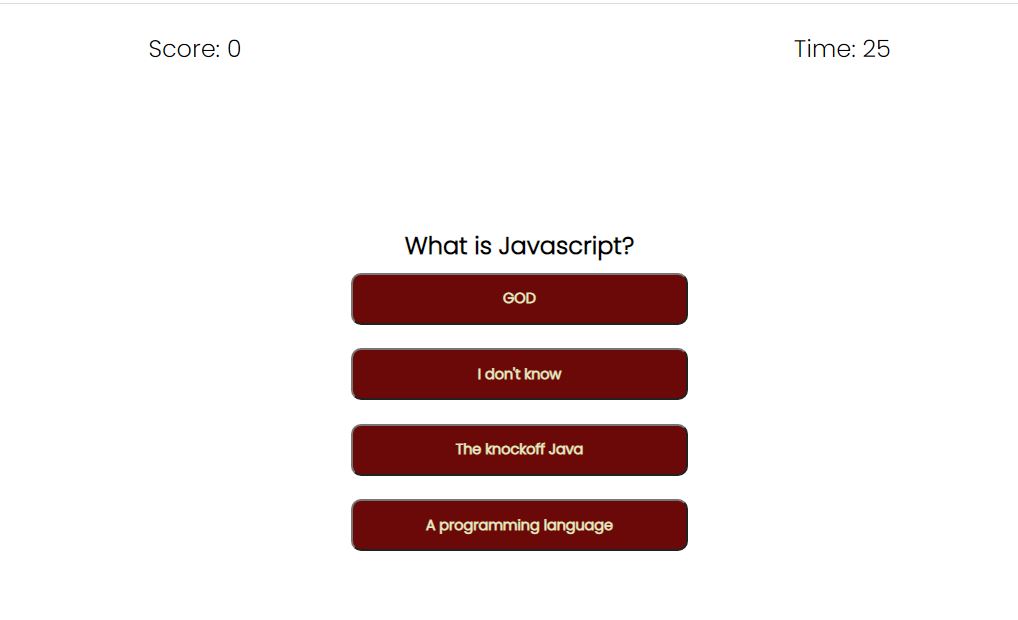 Score: 0
Time: 25
What is Javascript?
GOD
I don't know
The knockoff Java
A programming language